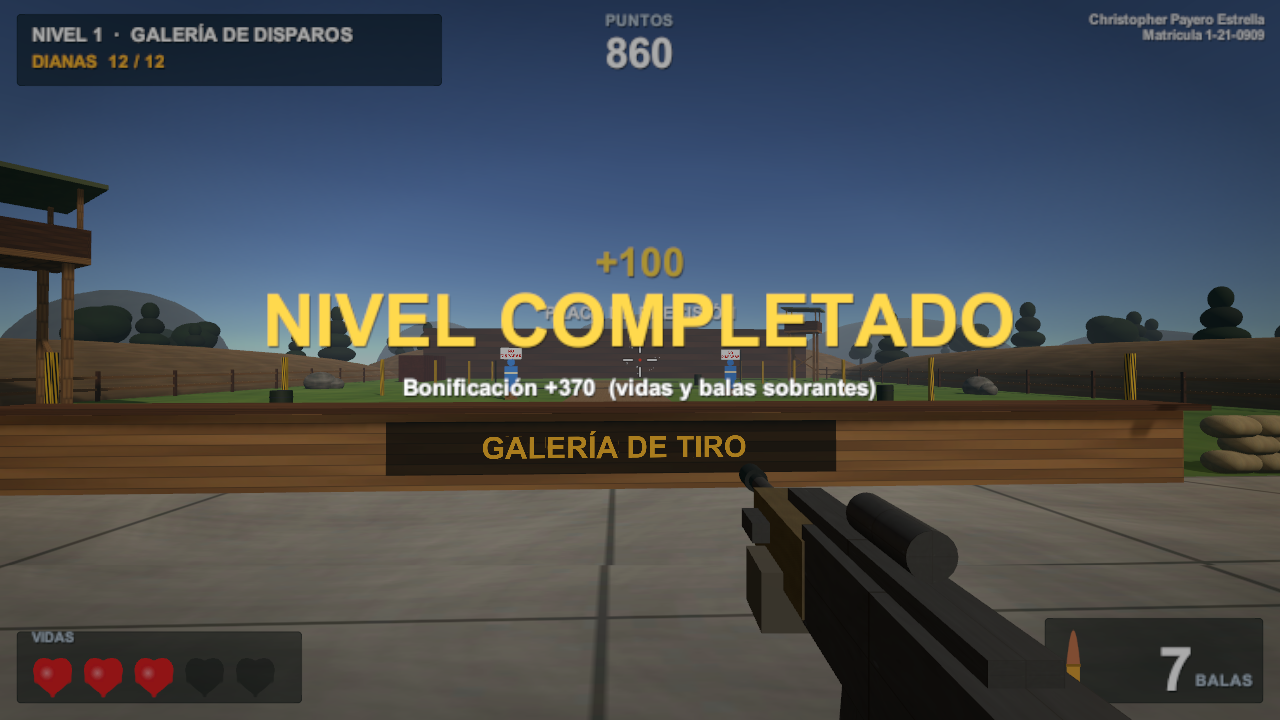 NIVEL 1 · GALERÍA DE DISPAROS
DIANAS 12 / 12
PUNTOS
860
Christopher Payero Estrella
Matrícula 1-21-0909
+100
NIVEL COMPLETADO
Bonificación +370 (vidas y balas sobrantes)
GALERÍA DE TIRO
VIDAS
7 BALAS